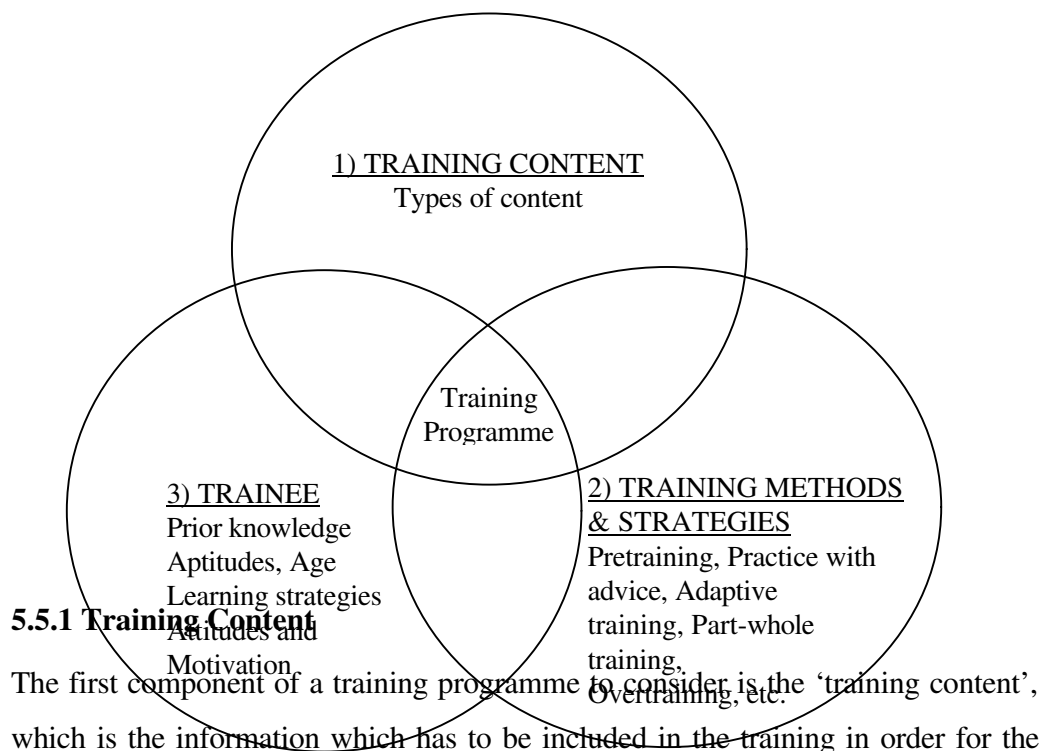 1) TRAINING CONTENT
Types of content
Training
Programme
3) TRAINEE
Prior knowledge
Aptitudes, Age
Learning strategies
Attitudes and
Motivation
2) TRAINING METHODS
& STRATEGIES
Pretraining, Practice with
advice, Adaptive
training, Part-whole
training,
Overtraining, etc.
5.5.1 Training Content
The first component of a training programme to consider is the ‘training content’,
which is the information which has to be included in the training in order for the